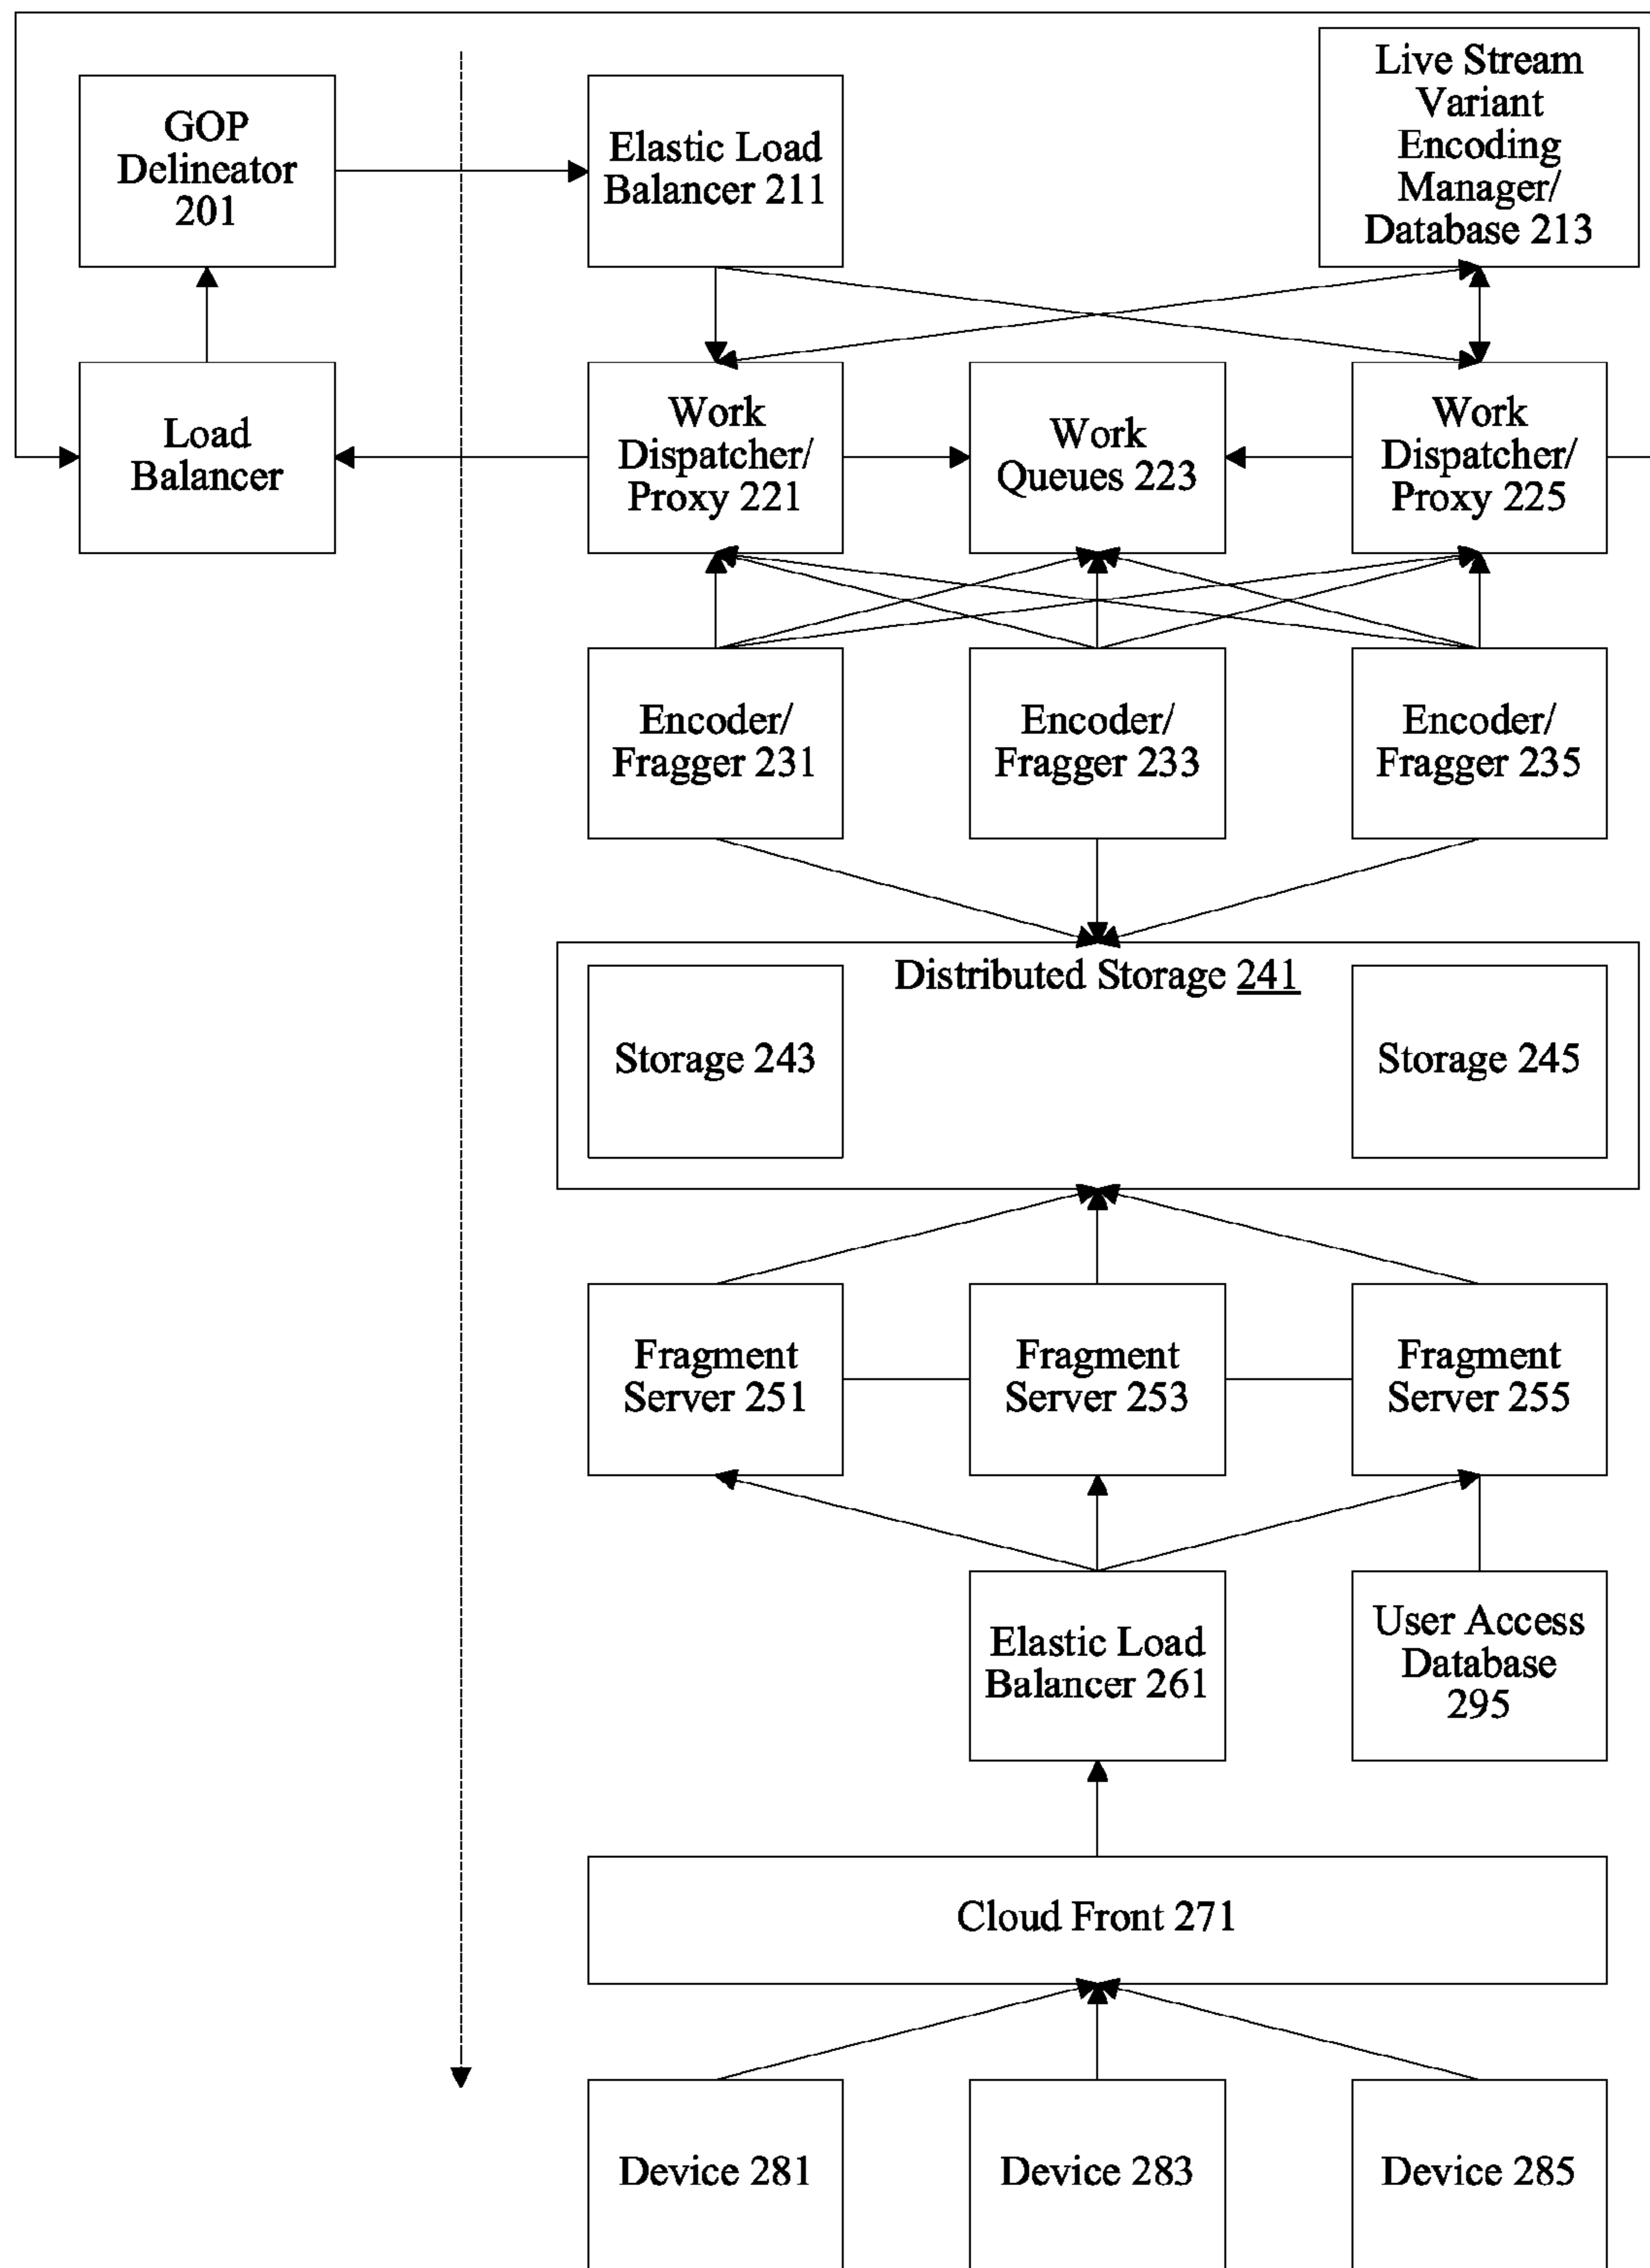 GOP
Delineator
201
Elastic Load
Balancer 211
Live Stream
Variant
Encoding
Manager/
Database 213
Load
Balancer
Work
Dispatcher/
Proxy 221
Work
Queues 223
Work
Dispatcher/
Proxy 225
Encoder/
Fragger 231
Encoder/
Fragger 233
Encoder/
Fragger 235
Distributed Storage 241
Storage 243
Storage 245
Fragment
Server 251
Fragment
Server 253
Fragment
Server 255
Elastic Load
Balancer 261
User Access
Database
295
Cloud Front 271
Device 281
Device 283
Device 285